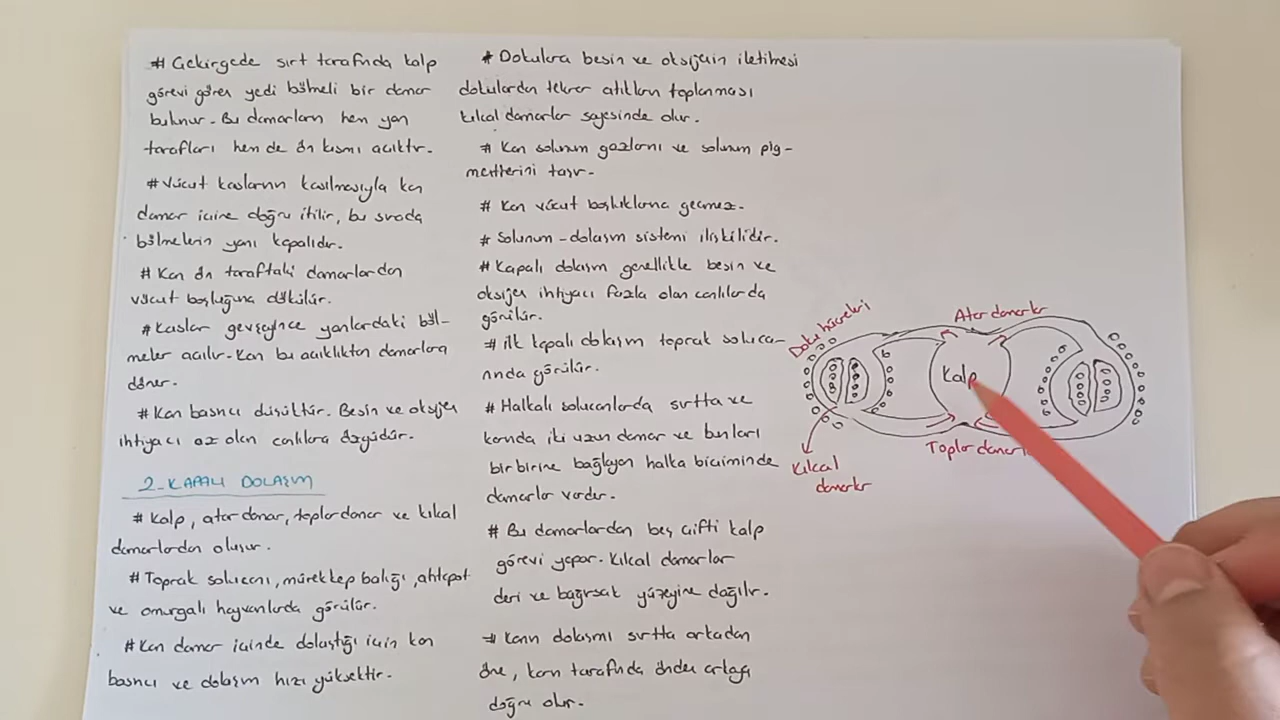 # Çekirgede sırt tarafında kalp
görevi gören yedi bölmeli bir damar
bulunur. Bu damarların hem yan
tarafları hem de ön kısmı açıktır.
# Vücut kaslarının kasılmasıyla kan
damar içine doğru itilir, bu sırada
bölmelerin yanı kapalıdır.
# Kan ön taraftaki damarlardan
vücut boşluğuna dökülür.
# Kaslar gevşeyince yanlardaki böl-
meler açılır. Kan bu açıklıktan damarlara
döner.
# Kan basıncı düşüktür. Besin ve oksijen
ihtiyacı az olan canlılara özgüdür.
2-KAPALI DOLAŞIM
# Kalp, atar damar, toplar damar ve kılcal
damarlardan oluşur.
# Toprak solucanı, mürekkep balığı, ahtapot
ve omurgalı hayvanlarda görülür.
# Kan damar içinde dolaştığı için kan
basıncı ve dolaşım hızı yüksektir.
# Dokulara besin ve oksijenin iletilmesi
dokulardan tekrar atıkların toplanması
kılcal damarlar sayesinde olur.
# Kan solunum gazlarını ve solunum pig-
mentlerini taşır.
# Kan vücut boşluklarına geçmez.
# Solunum-dolaşım sistemi ilişkilidir.
# Kapalı dolaşım genellikle besin ve
oksijen ihtiyacı fazla olan canlılarda
görülür.
# İlk kapalı dolaşım toprak soluca-
nında görülür.
# Halkalı solucanlarda sırtta ve
karında iki uzun damar ve bunları
birbirine bağlayan halka biçiminde
damarlar vardır.
# Bu damarlardan beş çifti kalp
görevi yapar. Kılcal damarlar
deri ve bağırsak yüzeyine dağılır.
# Kanın dolaşımı sırtta arkadan
öne, karın tarafında önden arkaya
doğru olur.
Doku hücreleri
Atar damarlar
Kalp
Toplar damarl
Kılcal
damarlar